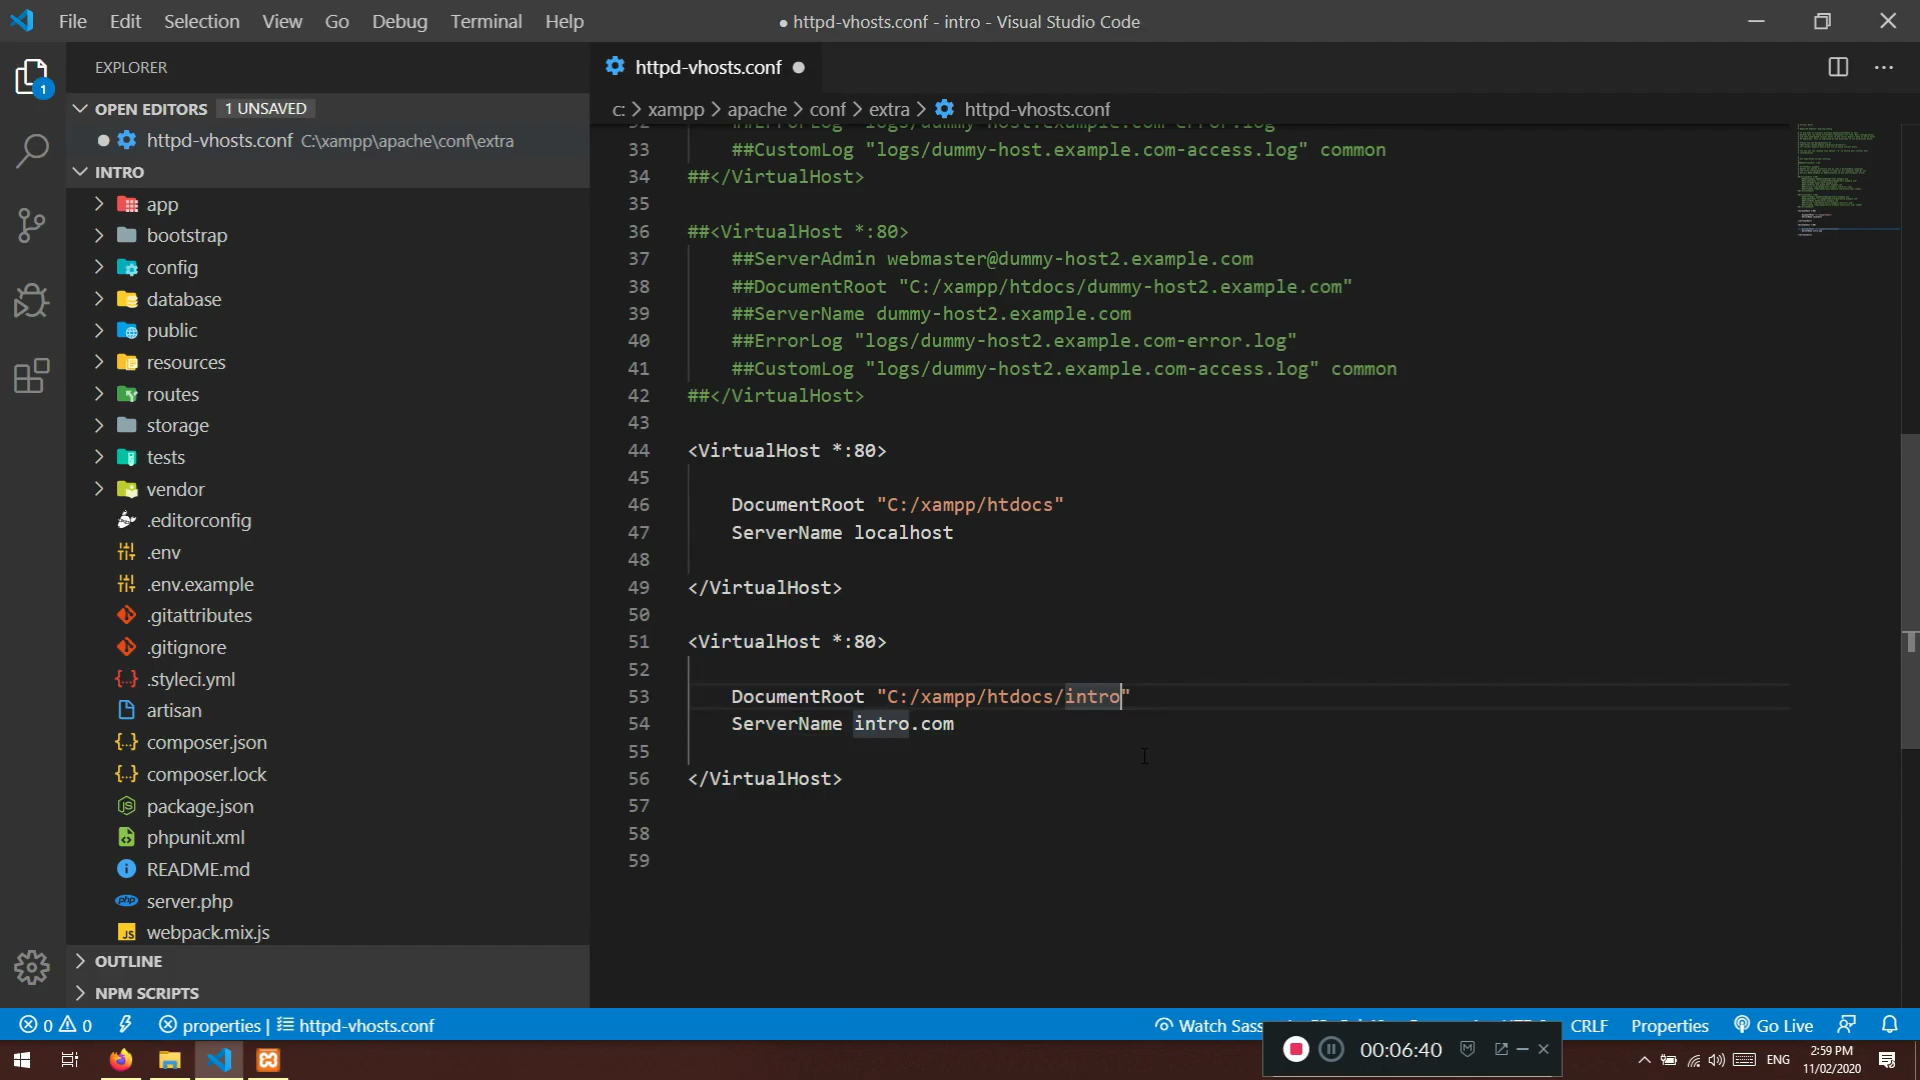 File Edit Selection View Go Debug Terminal Help
● httpd-vhosts.conf - intro - Visual Studio Code
EXPLORER
1
OPEN EDITORS 1 UNSAVED
httpd-vhosts.conf C:\xampp\apache\conf\extra
INTRO
app
bootstrap
config
database
public
resources
routes
storage
tests
vendor
.editorconfig
.env
.env.example
.gitattributes
.gitignore
.styleci.yml
artisan
composer.json
composer.lock
package.json
phpunit.xml
README.md
server.php
webpack.mix.js
OUTLINE
NPM SCRIPTS
httpd-vhosts.conf
c: > xampp > apache > conf > extra > httpd-vhosts.conf
32 ##ErrorLog "logs/dummy-host.example.com-error.log"
33 ##CustomLog "logs/dummy-host.example.com-access.log" common
34 ##</VirtualHost>
35
36 ##<VirtualHost *:80>
37 ##ServerAdmin webmaster@dummy-host2.example.com
38 ##DocumentRoot "C:/xampp/htdocs/dummy-host2.example.com"
39 ##ServerName dummy-host2.example.com
40 ##ErrorLog "logs/dummy-host2.example.com-error.log"
41 ##CustomLog "logs/dummy-host2.example.com-access.log" common
42 ##</VirtualHost>
43
44 <VirtualHost *:80>
45
46 DocumentRoot "C:/xampp/htdocs"
47 ServerName localhost
48
49 </VirtualHost>
50
51 <VirtualHost *:80>
52
53 DocumentRoot "C:/xampp/htdocs/intro"
54 ServerName intro.com
55
56 </VirtualHost>
57
58
59
0 0 properties | httpd-vhosts.conf
Watch Sass CRLF Properties Go Live
00:06:40
ENG
2:59 PM
11/02/2020